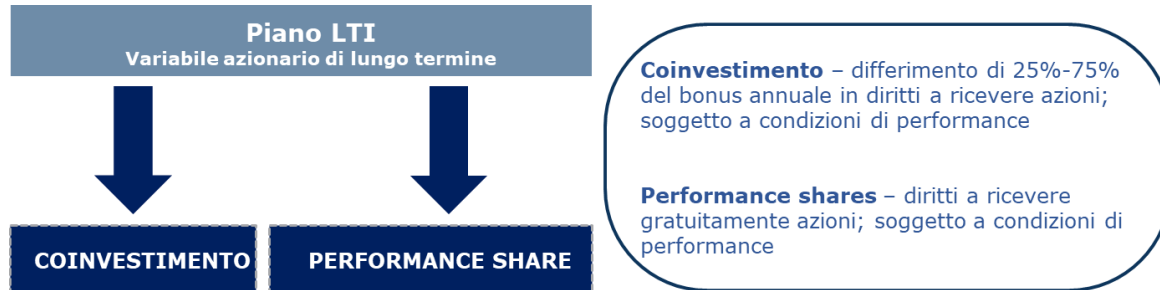 Piano LTI
Variabile azionario di lungo termine
COINVESTIMENTO
PERFORMANCE SHARE
Coinvestimento – differimento di 25%-75%
del bonus annuale in diritti a ricevere azioni;
soggetto a condizioni di performance
Performance shares – diritti a ricevere
gratuitamente azioni; soggetto a condizioni di
performance